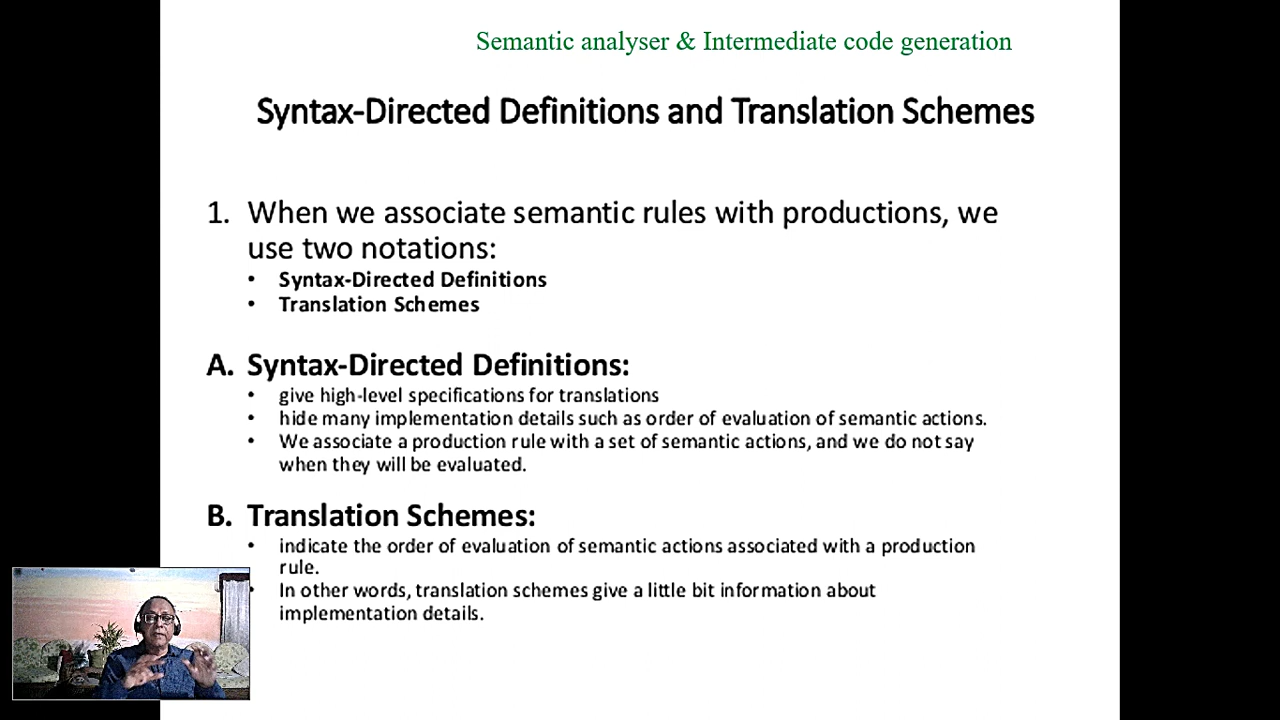 Semantic analyser & Intermediate code generation
Syntax-Directed Definitions and Translation Schemes
1. When we associate semantic rules with productions, we
use two notations:
• Syntax-Directed Definitions
• Translation Schemes
A. Syntax-Directed Definitions:
• give high-level specifications for translations
• hide many implementation details such as order of evaluation of semantic actions.
• We associate a production rule with a set of semantic actions, and we do not say
when they will be evaluated.
B. Translation Schemes:
• indicate the order of evaluation of semantic actions associated with a production
rule.
• In other words, translation schemes give a little bit information about
implementation details.